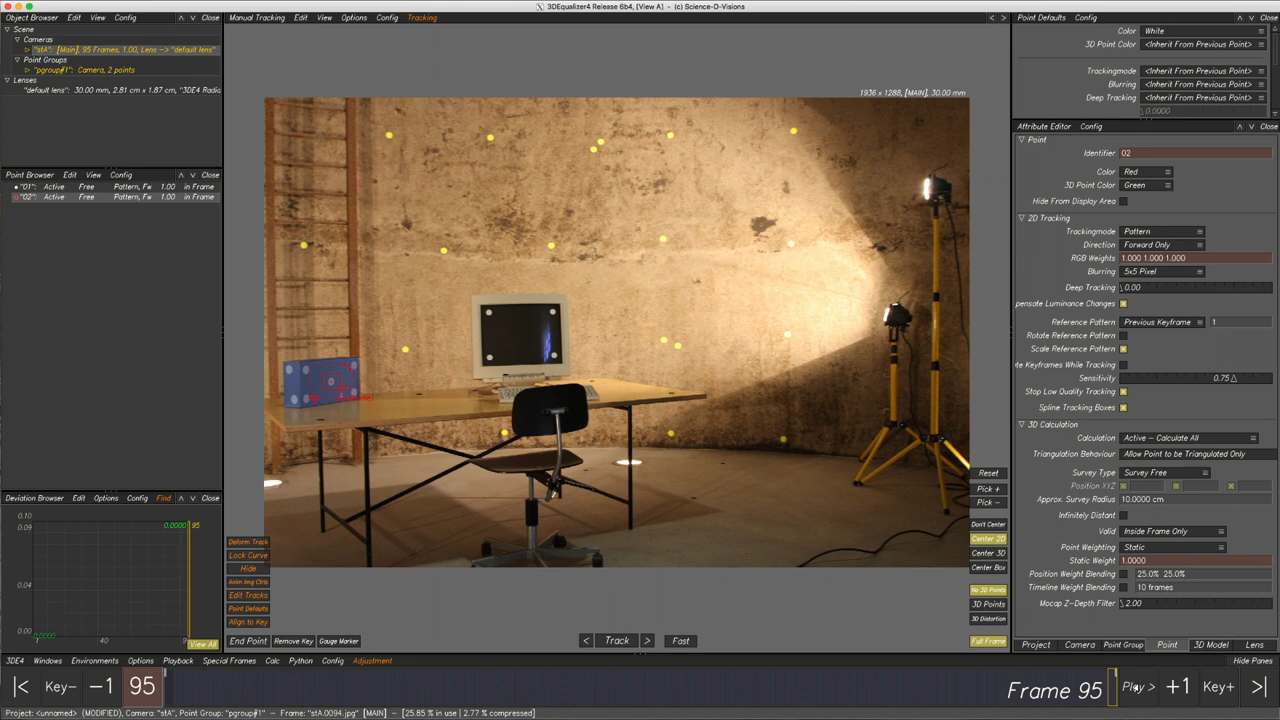 3DEqualizer4 Release 6b4, [View A] - (c) Science-D-Visions
Object Browser Edit View Config Close
Scene
Cameras
"stA": [Main], 95 Frames, 1.00, Lens --> "default lens"
Point Groups
"pgroup#1": Camera, 2 points
Lenses
"default lens": 30.00 mm, 2.81 cm x 1.87 cm, "3DE4 Radia
Point Browser Edit View Config Close
"01": Active Free Pattern, Fw 1.00 in Frame
"02": Active Free Pattern, Fw 1.00 in Frame
Deviation Browser Edit Options Config Find Close
0.10
0.09
0.04
0.00
0.0000 95
0.0000
40
View All
Manual Tracking Edit View Options Config Tracking
1936 x 1288, [MAIN], 30.00 mm
Deform Track
Lock Curve
Hide
Anim Img Ctrls
Edit Tracks
Point Defaults
Align to Key
End Point Remove Key Gauge Marker
< Track > Fast
Reset
Pick +
Pick -
Don't Center
Center 2D
Center 3D
Center Box
No 3D Points
3D Points
3D Distortion
Full Frame
Point Defaults Config Close
Color White
3D Point Color <Inherit From Previous Point>
Trackingmode <Inherit From Previous Point>
Blurring <Inherit From Previous Point>
Deep Tracking <Inherit From Previous Point>
0.0000
Attribute Editor Config Close
Point
Identifier 02
Color Red
3D Point Color Green
Hide From Display Area
2D Tracking
Trackingmode Pattern
Direction Forward Only
RGB Weights 1.000 1.000 1.000
Blurring 5x5 Pixel
Deep Tracking 0.00
pensate Luminance Changes
Reference Pattern Previous Keyframe 1
Rotate Reference Pattern
Scale Reference Pattern
te Keyframes While Tracking
Sensitivity 0.75
Stop Low Quality Tracking
Spline Tracking Boxes
3D Calculation
Calculation Active - Calculate All
Triangulation Behaviour Allow Point to be Triangulated Only
Survey Type Survey Free
Position XYZ
Approx. Survey Radius 10.0000 cm
Infinitely Distant
Valid Inside Frame Only
Point Weighting Static
Static Weight 1.0000
Position Weight Blending 25.0% 25.0%
Timeline Weight Blending 10 frames
Mocap Z-Depth Filter 2.00
Project Camera Point Group Point 3D Model Lens
3DE4 Windows Environments Options Playback Special Frames Calc Python Config Adjustment Hide Panes
Key- -1 95 Frame 95 Play > +1 Key+
Project: <unnamed> (MODIFIED), Camera: "stA", Point Group: "pgroup#1" - Frame: "stA.0094.jpg" [MAIN] - [25.85 % in use | 2.77 % compressed]